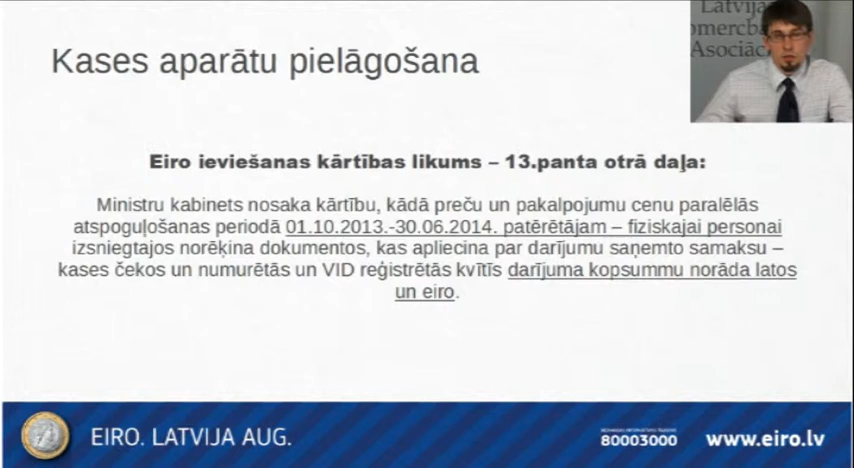 Kases aparātu pielāgošana
Latvija
Asociāc
Eiro ieviešanas kārtības likums – 13.panta otrā daļa:
Ministru kabinets nosaka kārtību, kādā preču un pakalpojumu cenu paralēlās
atspoguļošanas periodā 01.10.2013.-30.06.2014. patērētājam – fiziskajai personai
izsniegtajos norēķina dokumentos, kas apliecina par darījumu saņemto samaksu –
kases čekos un numurētās un VID reģistrētās kvītīs darījuma kopsummu norāda latos
un eiro.
EIRO. LATVIJA AUG.
80003000
www.eiro.lv